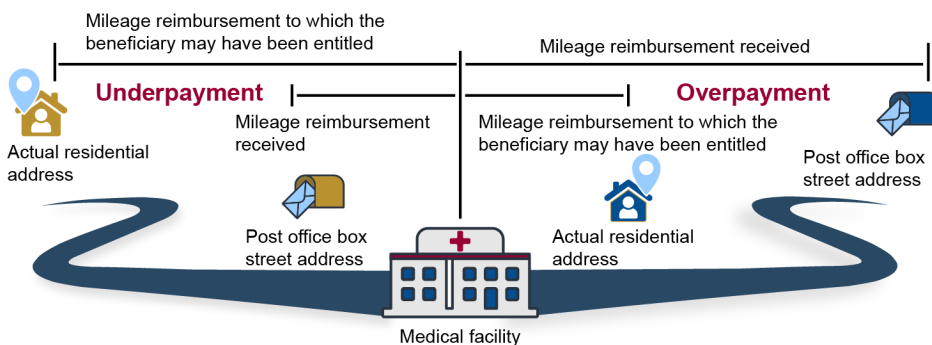 Mileage reimbursement to which the
beneficiary may have been entitled
Mileage reimbursement received
Underpayment
Overpayment
Mileage reimbursement
received
Mileage reimbursement to which the
beneficiary may have been entitled
Actual residential
address
Post office box
street address
Post office box
street address
Actual residential
address
Medical facility